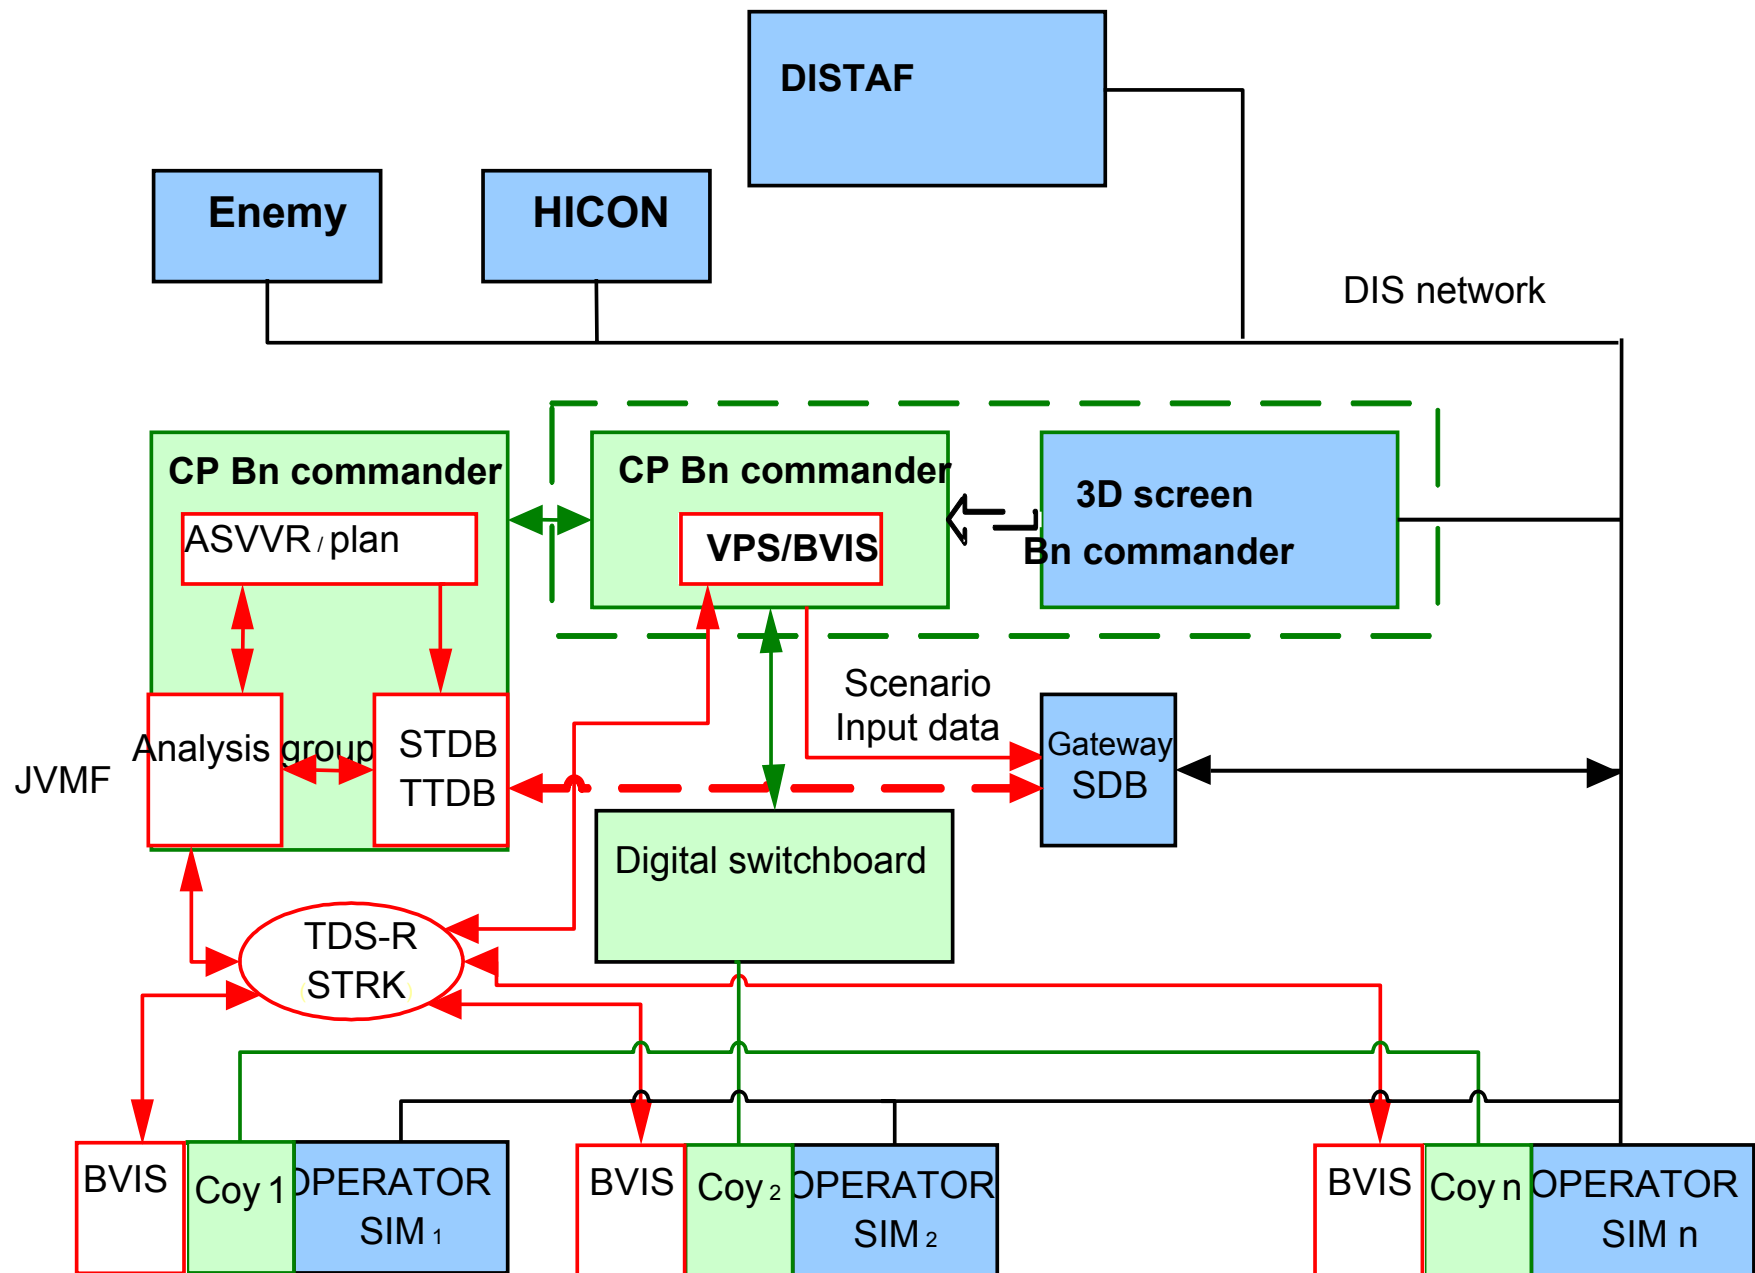 DISTAF
Enemy
HICON
DIS network
CP Bn commander
ASVVR / plan
CP Bn commander
VPS/BVIS
3D screen
Bn commander
Scenario
Input data
Analysis group
STDB
TTDB
JVMF
Gateway
SDB
Digital switchboard
TDS-R
(STRK)
BVIS
Coy 1
OPERATOR
SIM 1
BVIS
Coy 2
OPERATOR
SIM 2
BVIS
Coy n
OPERATOR
SIM n